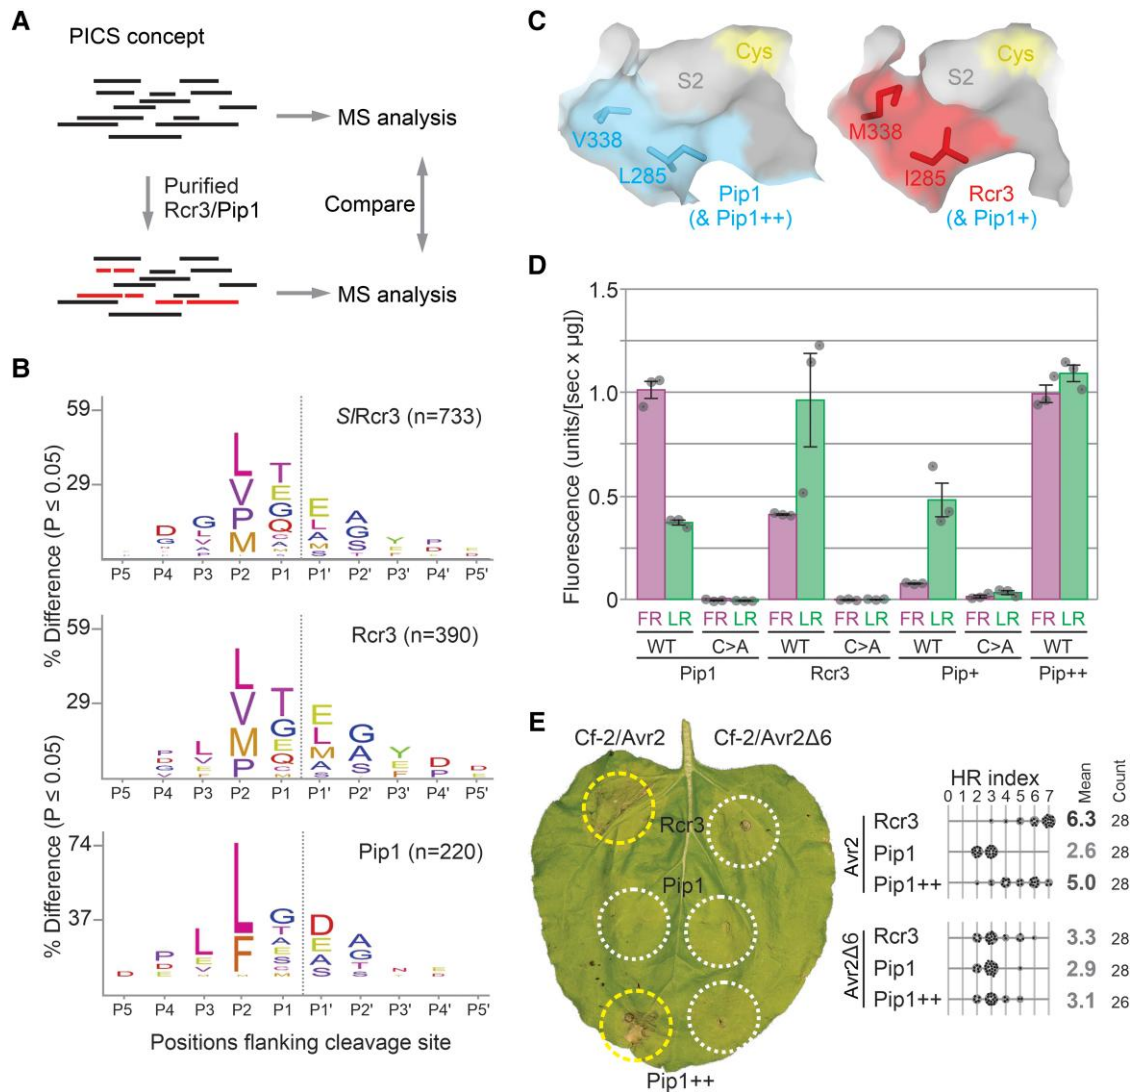 A
PICS concept
MS analysis
Purified
Rcr3/Pip1
Compare
MS analysis
B
% Difference (P ≤ 0.05)
59
29
SlRcr3 (n=733)
P5 P4 P3 P2 P1 P1' P2' P3' P4' P5'
% Difference (P ≤ 0.05)
59
29
Rcr3 (n=390)
P5 P4 P3 P2 P1 P1' P2' P3' P4' P5'
74
37
Pip1 (n=220)
P5 P4 P3 P2 P1 P1' P2' P3' P4' P5'
Positions flanking cleavage site
C
Cys
S2
V338
L285
Pip1
(& Pip1++)
Cys
S2
M338
I285
Rcr3
(& Pip1+)
D
Fluorescence (units/[sec x µg])
1.5
1.0
0.5
0
FR LR FR LR FR LR FR LR FR LR FR LR FR LR
WT C>A WT C>A WT C>A WT
Pip1 Rcr3 Pip+ Pip++
E
Cf-2/Avr2 Cf-2/Avr2Δ6
Rcr3
Pip1
Pip1++
HR index Mean Count
0 1 2 3 4 5 6 7
Avr2
Rcr3 6.3 28
Pip1 2.6 28
Pip1++ 5.0 28
Avr2Δ6
Rcr3 3.3 28
Pip1 2.9 28
Pip1++ 3.1 26